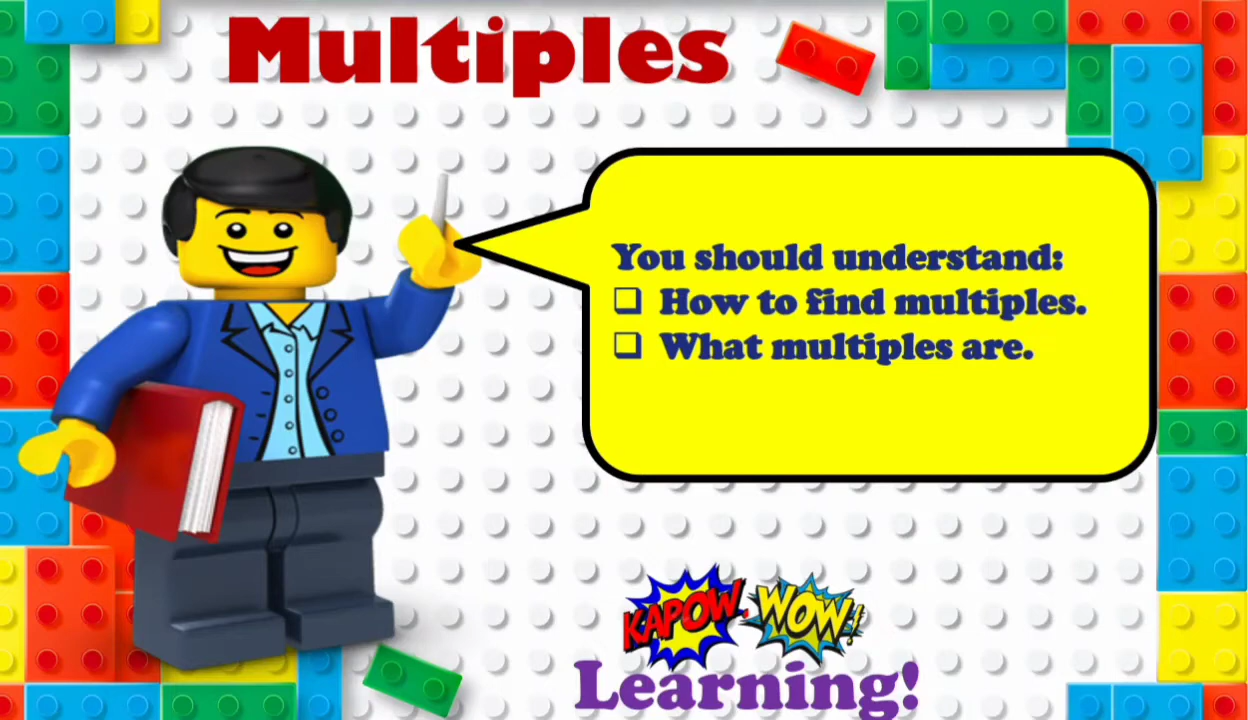 Multiples
You should understand:
❑ How to find multiples.
❑ What multiples are.
KAPOW. WOW!
Learning!